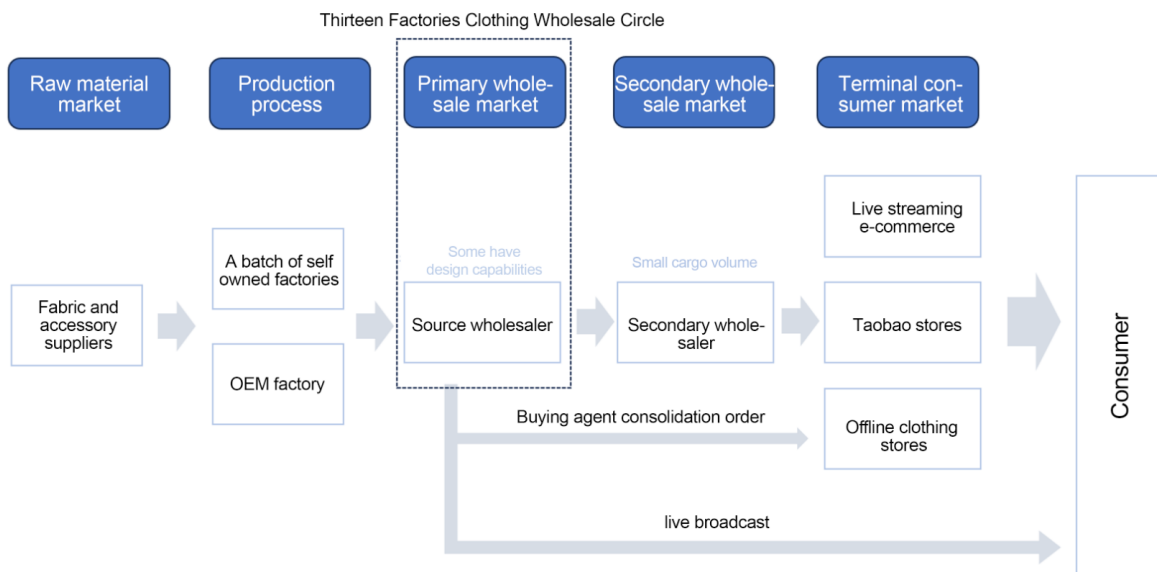 Thirteen Factories Clothing Wholesale Circle
Raw material
market
Production
process
Primary whole-
sale market
Secondary whole-
sale market
Terminal con-
sumer market
Fabric and
accessory
suppliers
A batch of self
owned factories
OEM factory
Some have
design capabilities
Source wholesaler
Small cargo volume
Secondary whole-
saler
Live streaming
e-commerce
Taobao stores
Offline clothing
stores
Buying agent consolidation order
live broadcast
Consumer